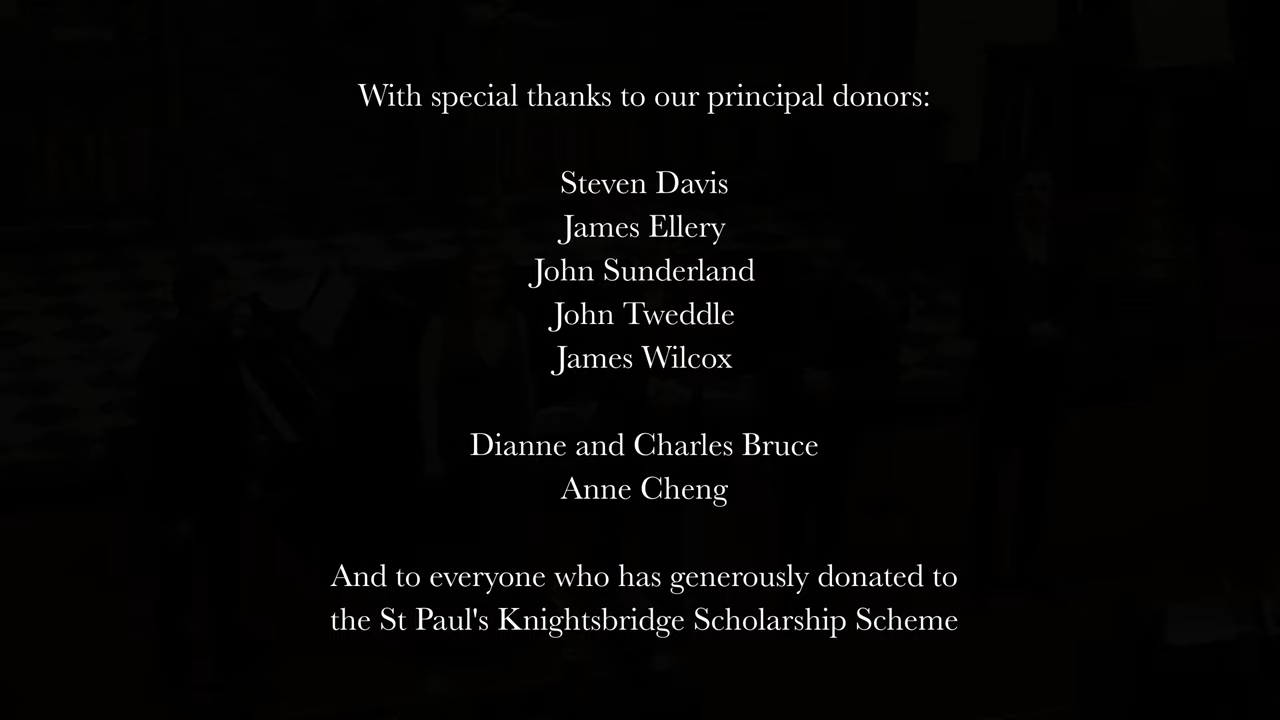 With special thanks to our principal donors:
Steven Davis
James Ellery
John Sunderland
John Tweddle
James Wilcox
Dianne and Charles Bruce
Anne Cheng
And to everyone who has generously donated to
the St Paul's Knightsbridge Scholarship Scheme